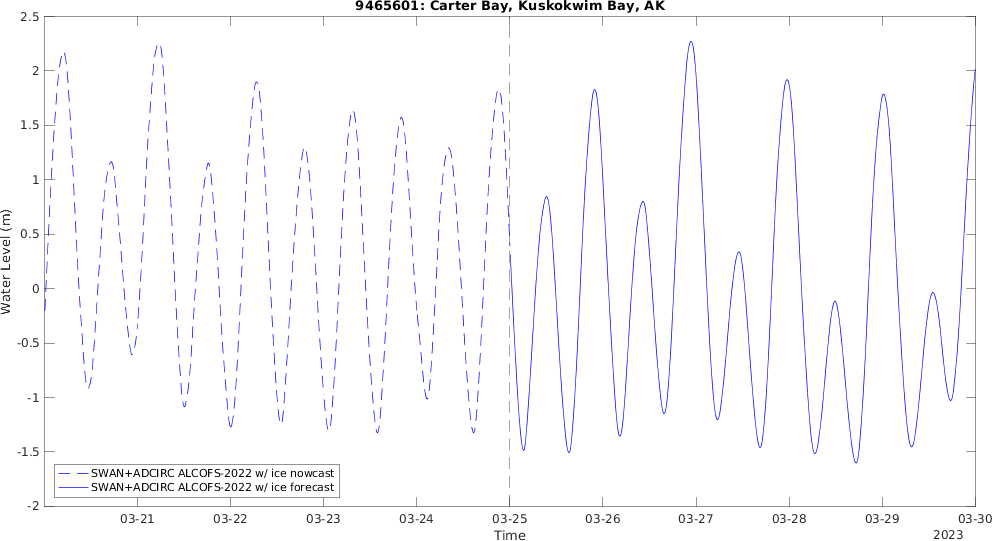 9465601: Carter Bay, Kuskokwim Bay, AK
2.5
2
1.5
1
0.5
0
-0.5
-1
-1.5
-2
Water Level (m)
SWAN+ADCIRC ALCOFS-2022 w/ ice nowcast
SWAN+ADCIRC ALCOFS-2022 w/ ice forecast
03-21 03-22 03-23 03-24 03-25 03-26 03-27 03-28 03-29 03-30
Time
2023